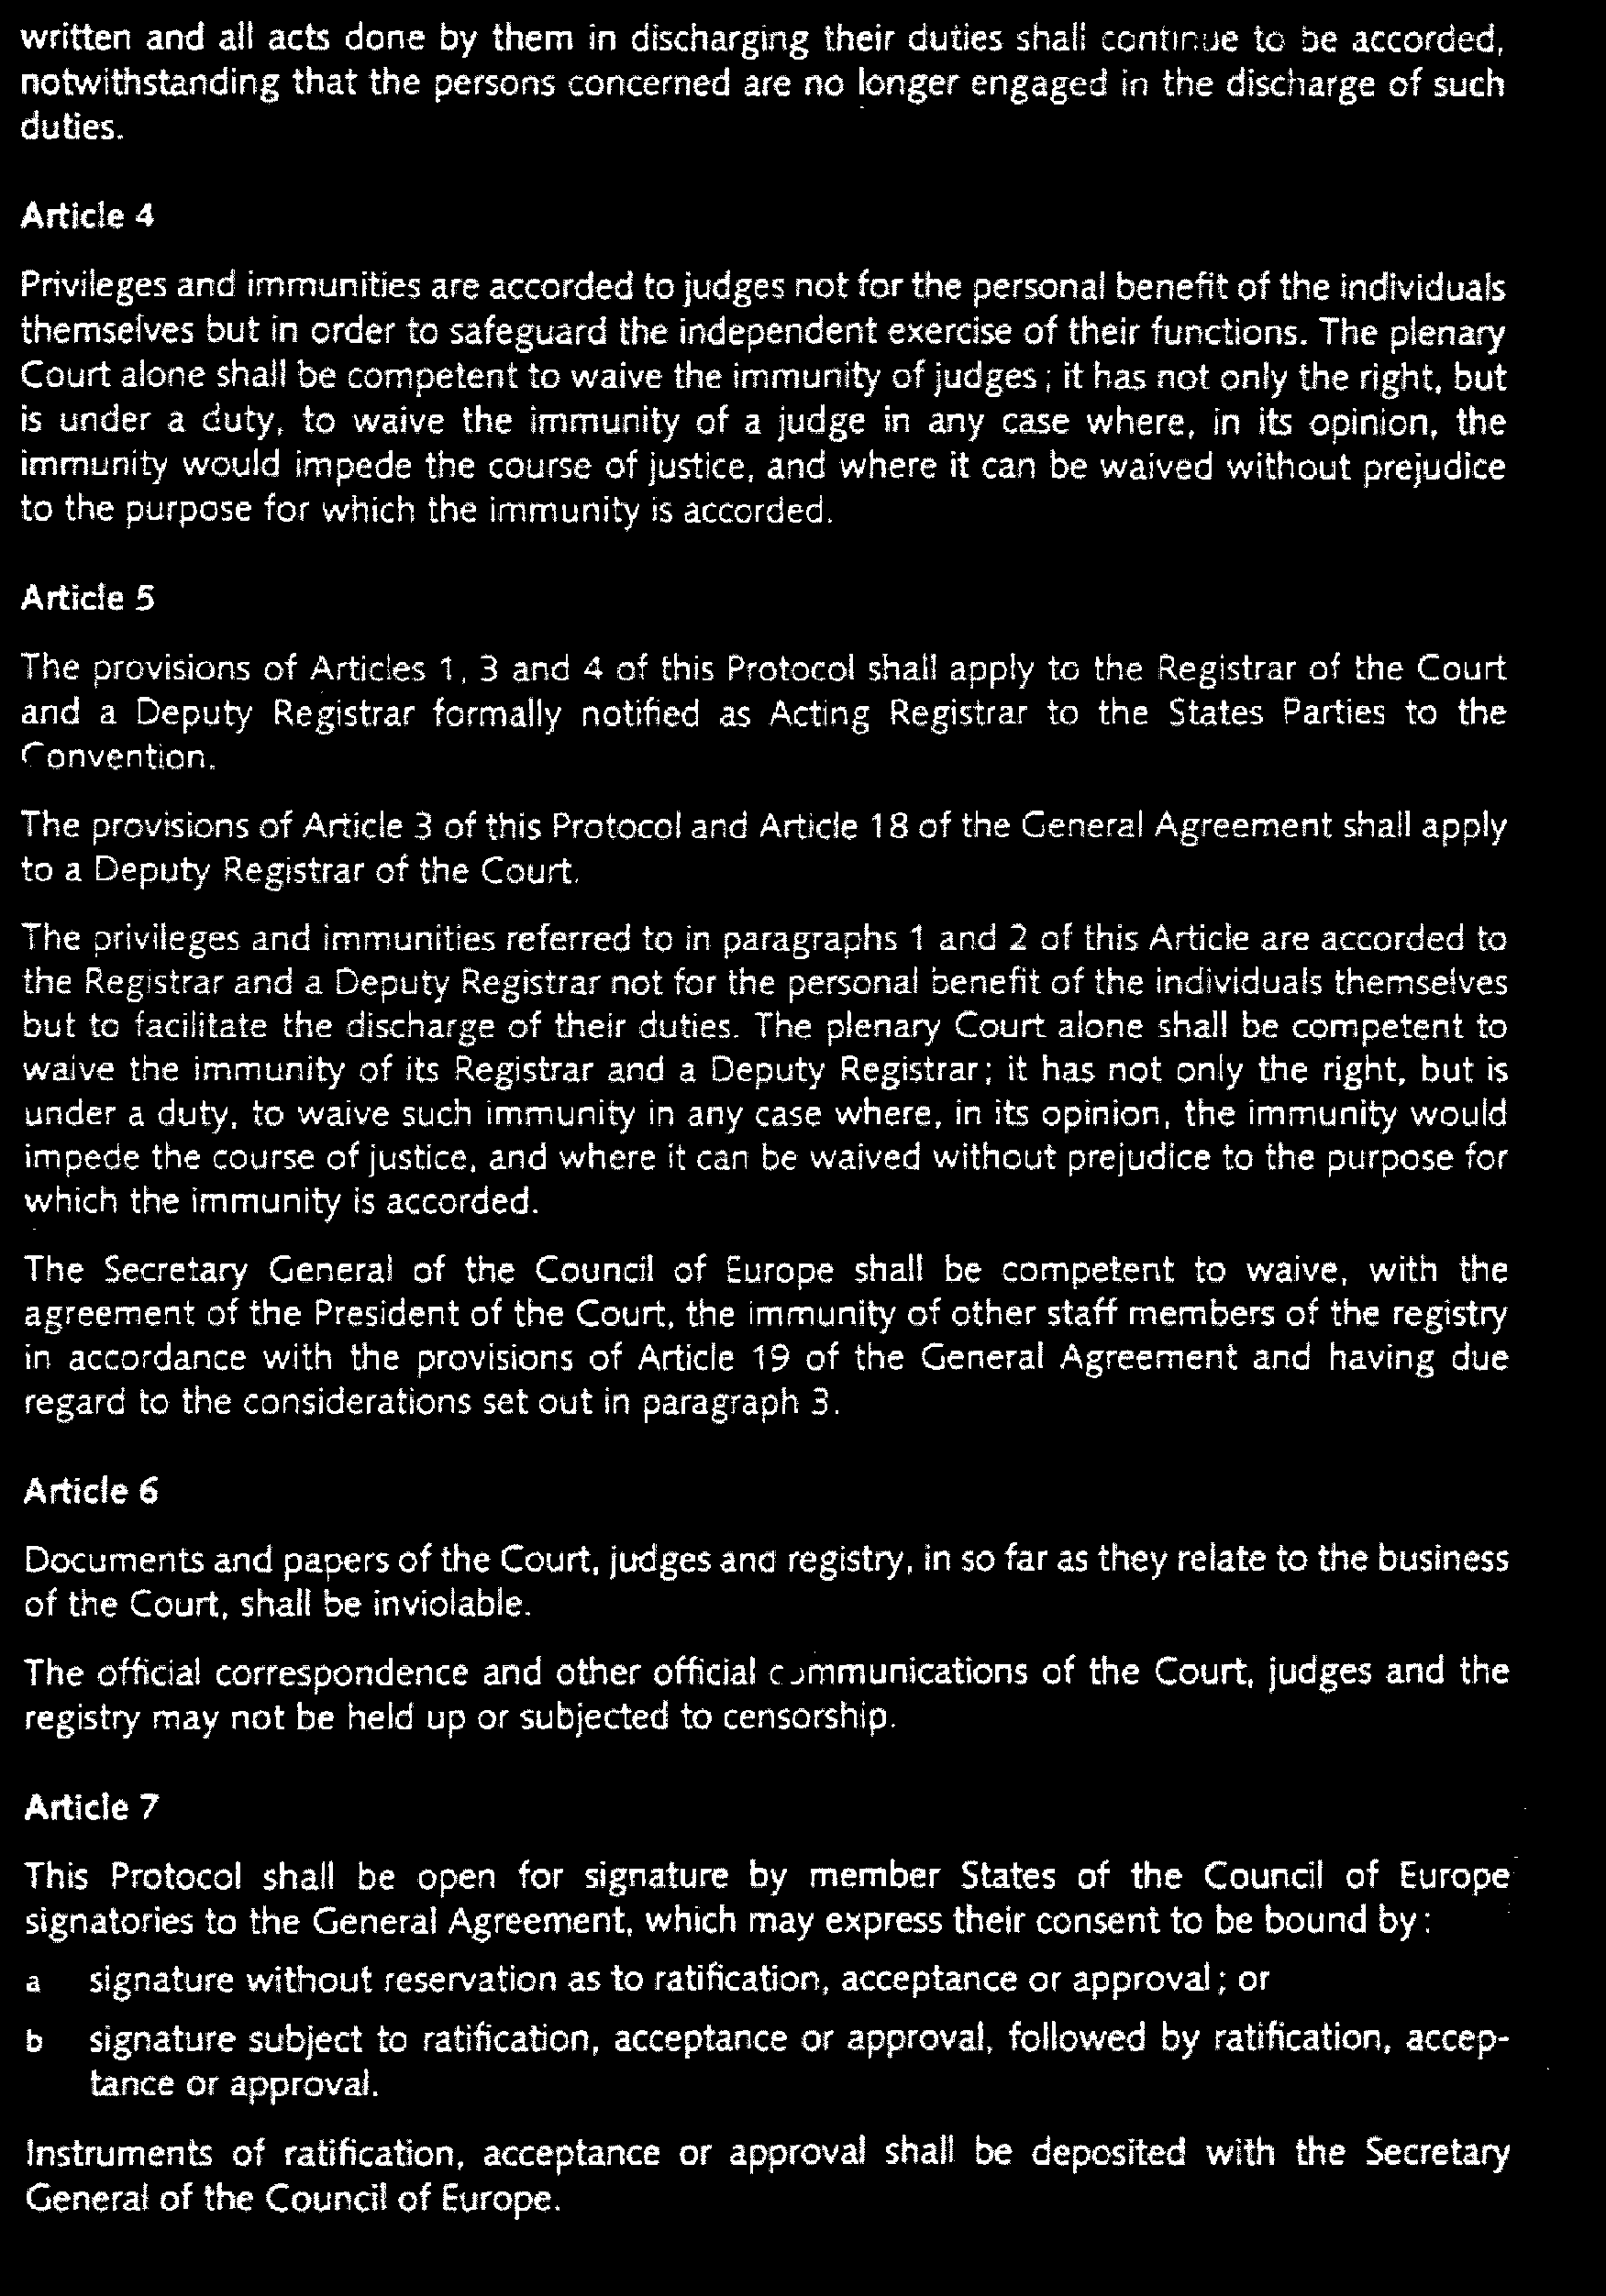 written and all acts done by them in discharging their duties shall continue to be accorded,
notwithstanding that the persons concerned are no longer engaged in the discharge of such
duties.
Article 4
Privileges and immunities are accorded to judges not for the personal benefit of the individuals
themselves but in order to safeguard the independent exercise of their functions. The plenary
Court alone shall be competent to waive the immunity of judges ; it has not only the right, but
is under a duty, to waive the immunity of a judge in any case where, in its opinion, the
immunity would impede the course of justice, and where it can be waived without prejudice
to the purpose for which the immunity is accorded.
Article 5
The provisions of Articles 1, 3 and 4 of this Protocol shall apply to the Registrar of the Court
and a Deputy Registrar formally notified as Acting Registrar to the States Parties to the
Convention.
The provisions of Article 3 of this Protocol and Article 18 of the General Agreement shall apply
to a Deputy Registrar of the Court.
The privileges and immunities referred to in paragraphs 1 and 2 of this Article are accorded to
the Registrar and a Deputy Registrar not for the personal benefit of the individuals themselves
but to facilitate the discharge of their duties. The plenary Court alone shall be competent to
waive the immunity of its Registrar and a Deputy Registrar; it has not only the right, but is
under a duty, to waive such immunity in any case where, in its opinion, the immunity would
impede the course of justice, and where it can be waived without prejudice to the purpose for
which the immunity is accorded.
The Secretary General of the Council of Europe shall be competent to waive, with the
agreement of the President of the Court, the immunity of other staff members of the registry
in accordance with the provisions of Article 19 of the General Agreement and having due
regard to the considerations set out in paragraph 3.
Article 6
Documents and papers of the Court, judges and registry, in so far as they relate to the business
of the Court, shall be inviolable.
The official correspondence and other official communications of the Court, judges and the
registry may not be held up or subjected to censorship.
Article 7
This Protocol shall be open for signature by member States of the Council of Europe
signatories to the General Agreement, which may express their consent to be bound by:
a signature without reservation as to ratification, acceptance or approval ; or
b signature subject to ratification, acceptance or approval, followed by ratification, accep-
tance or approval.
Instruments of ratification, acceptance or approval shall be deposited with the Secretary
General of the Council of Europe.